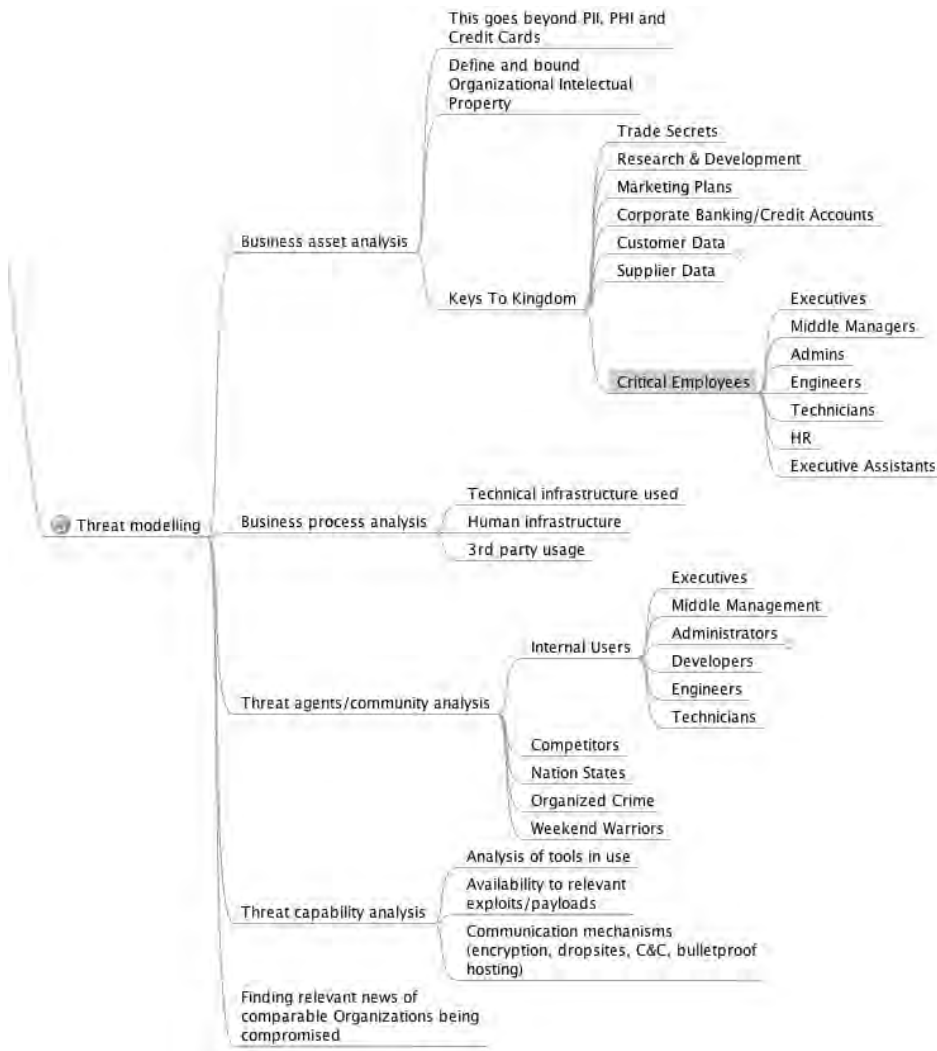 This goes beyond PII, PHI and
Credit Cards
Define and bound
Organizational Intelectual
Property
Trade Secrets
Research & Development
Marketing Plans
Corporate Banking/Credit Accounts
Customer Data
Supplier Data
Business asset analysis
Keys To Kingdom
Executives
Middle Managers
Admins
Critical Employees
Engineers
Technicians
HR
Executive Assistants
Threat modelling
Business process analysis
Technical infrastructure used
Human infrastructure
3rd party usage
Threat agents/community analysis
Internal Users
Executives
Middle Management
Administrators
Developers
Engineers
Technicians
Competitors
Nation States
Organized Crime
Weekend Warriors
Threat capability analysis
Analysis of tools in use
Availability to relevant
exploits/payloads
Communication mechanisms
(encryption, dropsites, C&C, bulletproof
hosting)
Finding relevant news of
comparable Organizations being
compromised